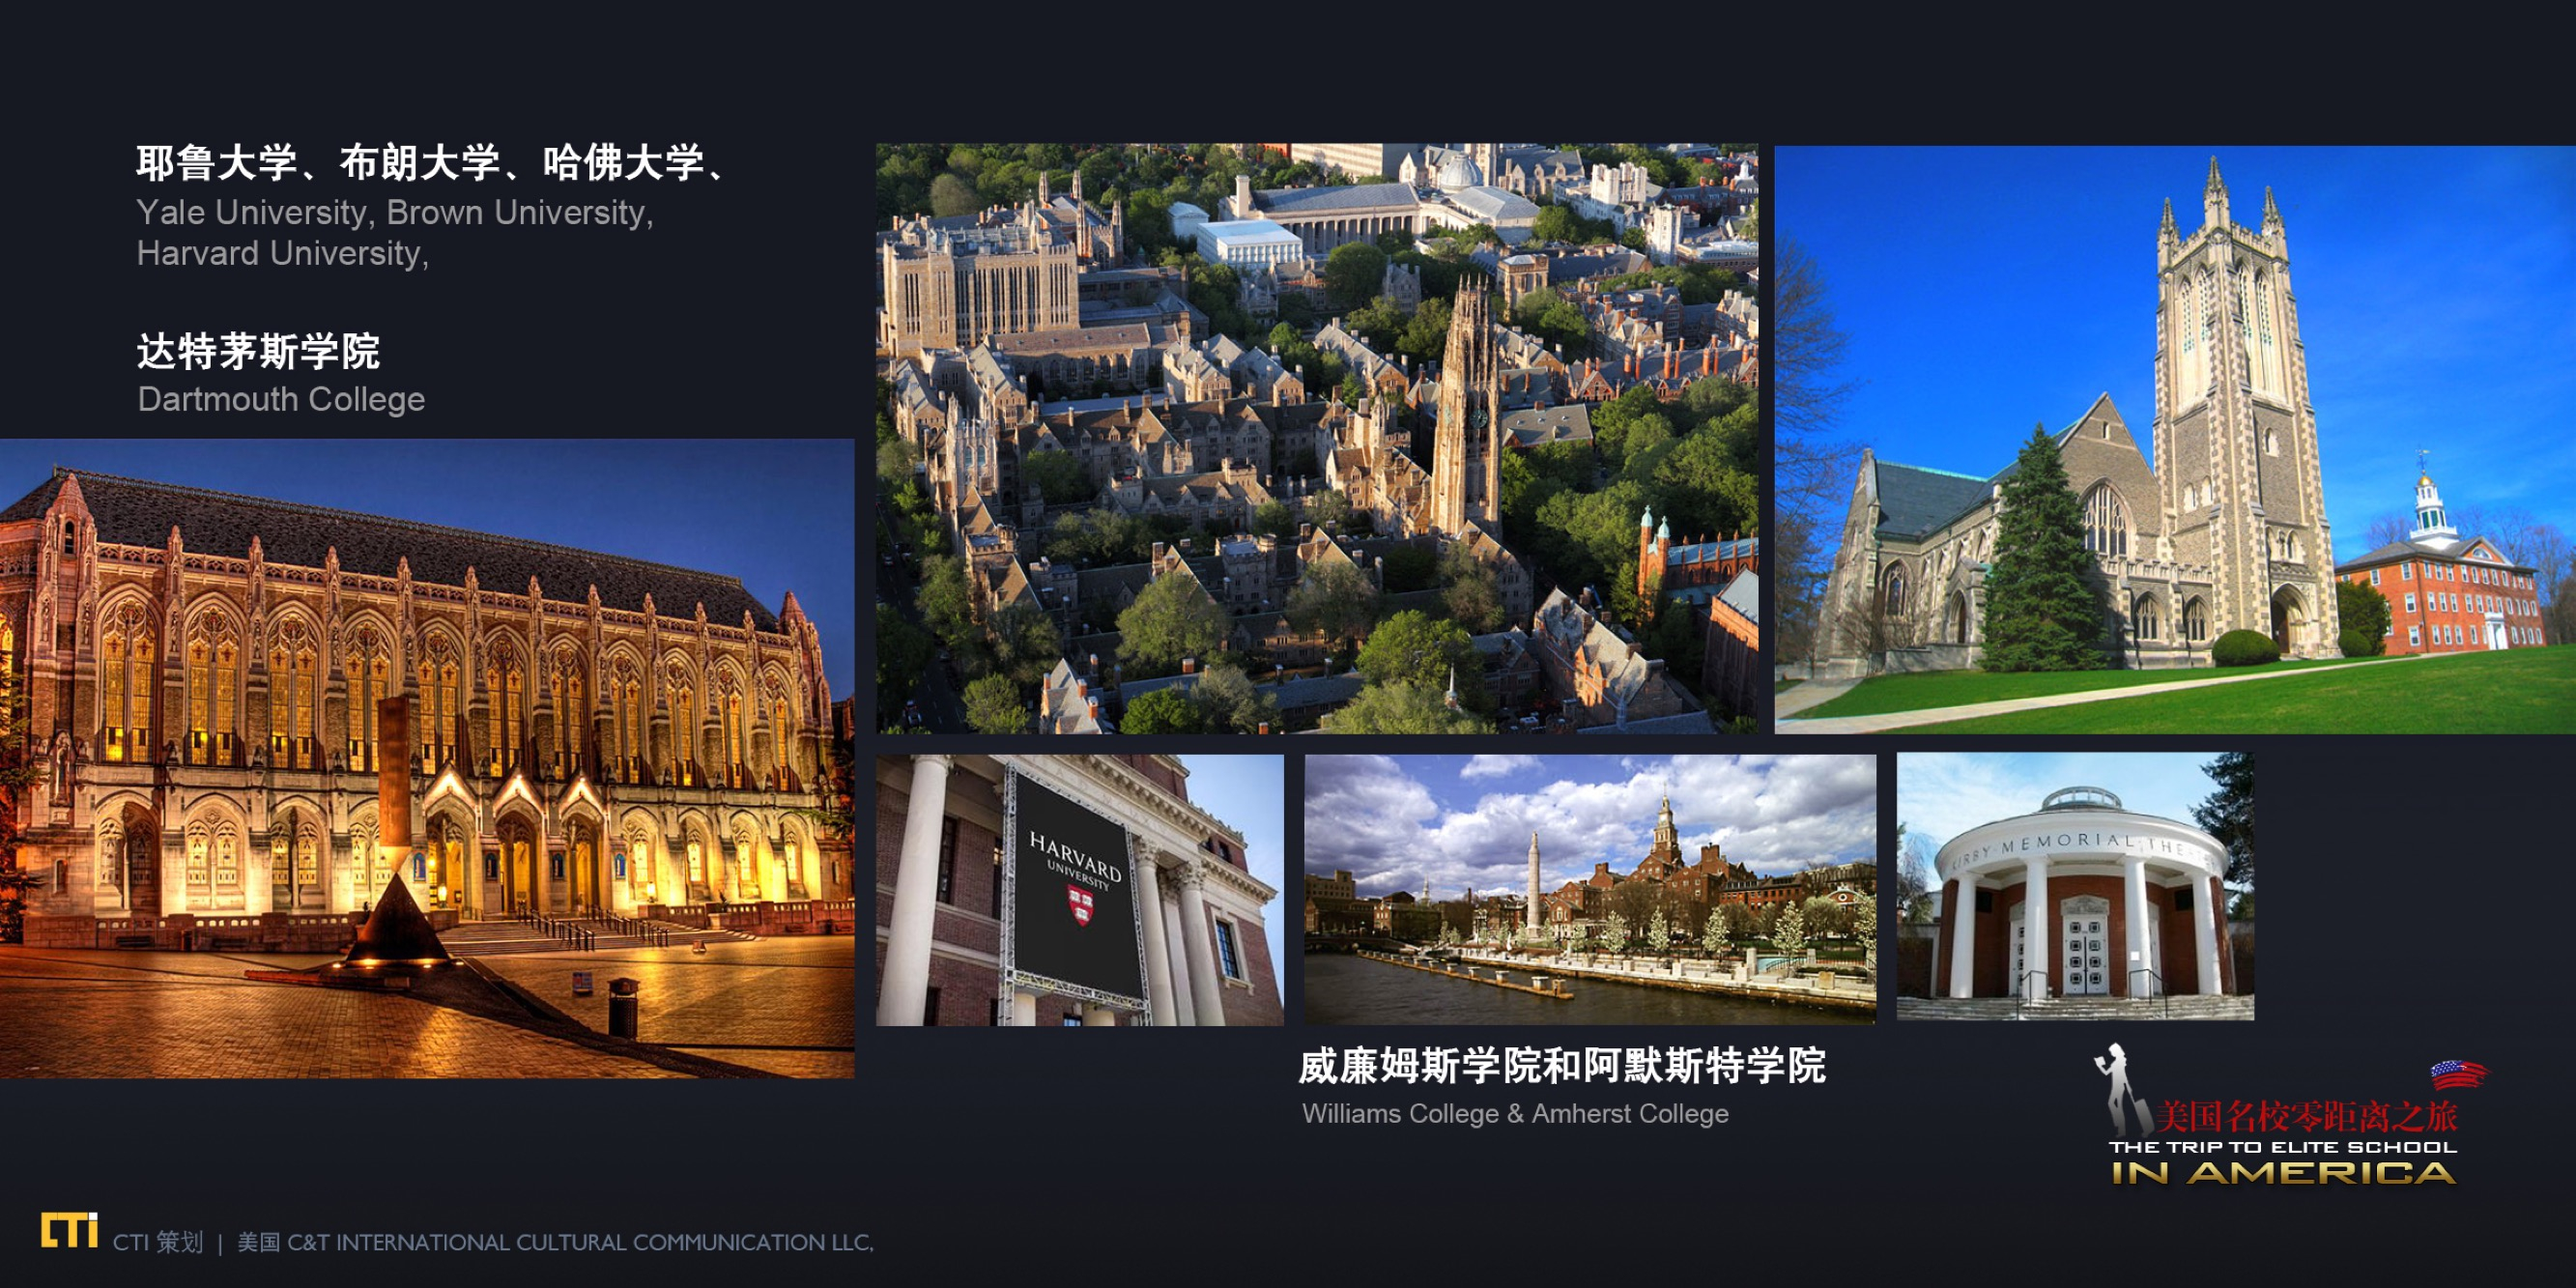 耶鲁大学、布朗大学、哈佛大学、
Yale University, Brown University,
Harvard University,
达特茅斯学院
Dartmouth College
HARVARD
UNIVERSITY
KIRBY MEMORIAL THEATER
威廉姆斯学院和阿默斯特学院
Williams College & Amherst College
美国名校零距离之旅
THE TRIP TO ELITE SCHOOL
IN AMERICA
CTi CTI 策划 | 美国 C&T INTERNATIONAL CULTURAL COMMUNICATION LLC,